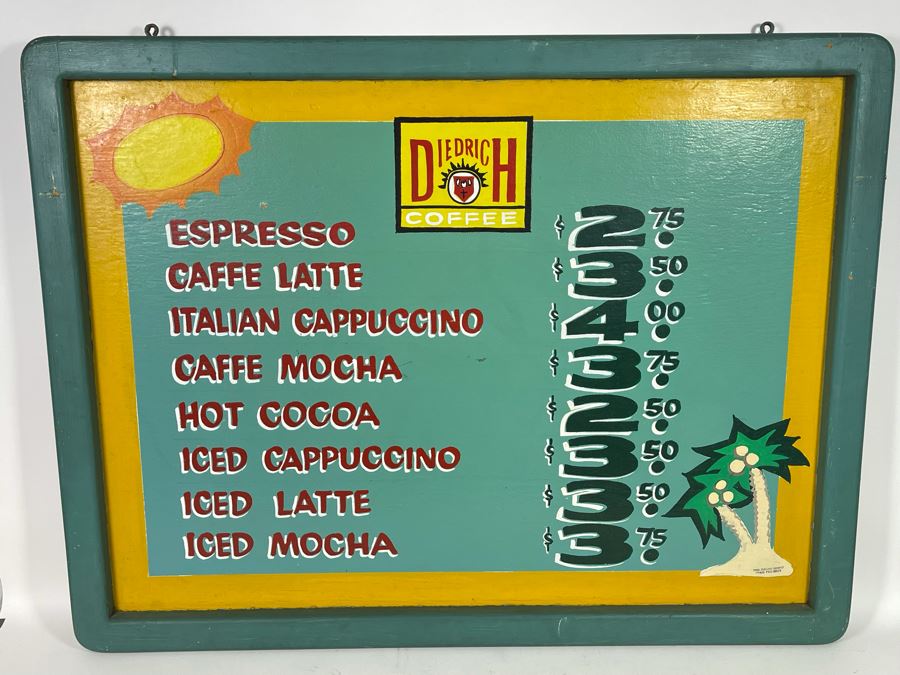 DIEDRICH
COFFEE
ESPRESSO $2.75
CAFFE LATTE $3.50
ITALIAN CAPPUCCINO $4.00
CAFFE MOCHA $3.75
HOT COCOA $2.50
ICED CAPPUCCINO $3.50
ICED LATTE $3.50
ICED MOCHA $3.75